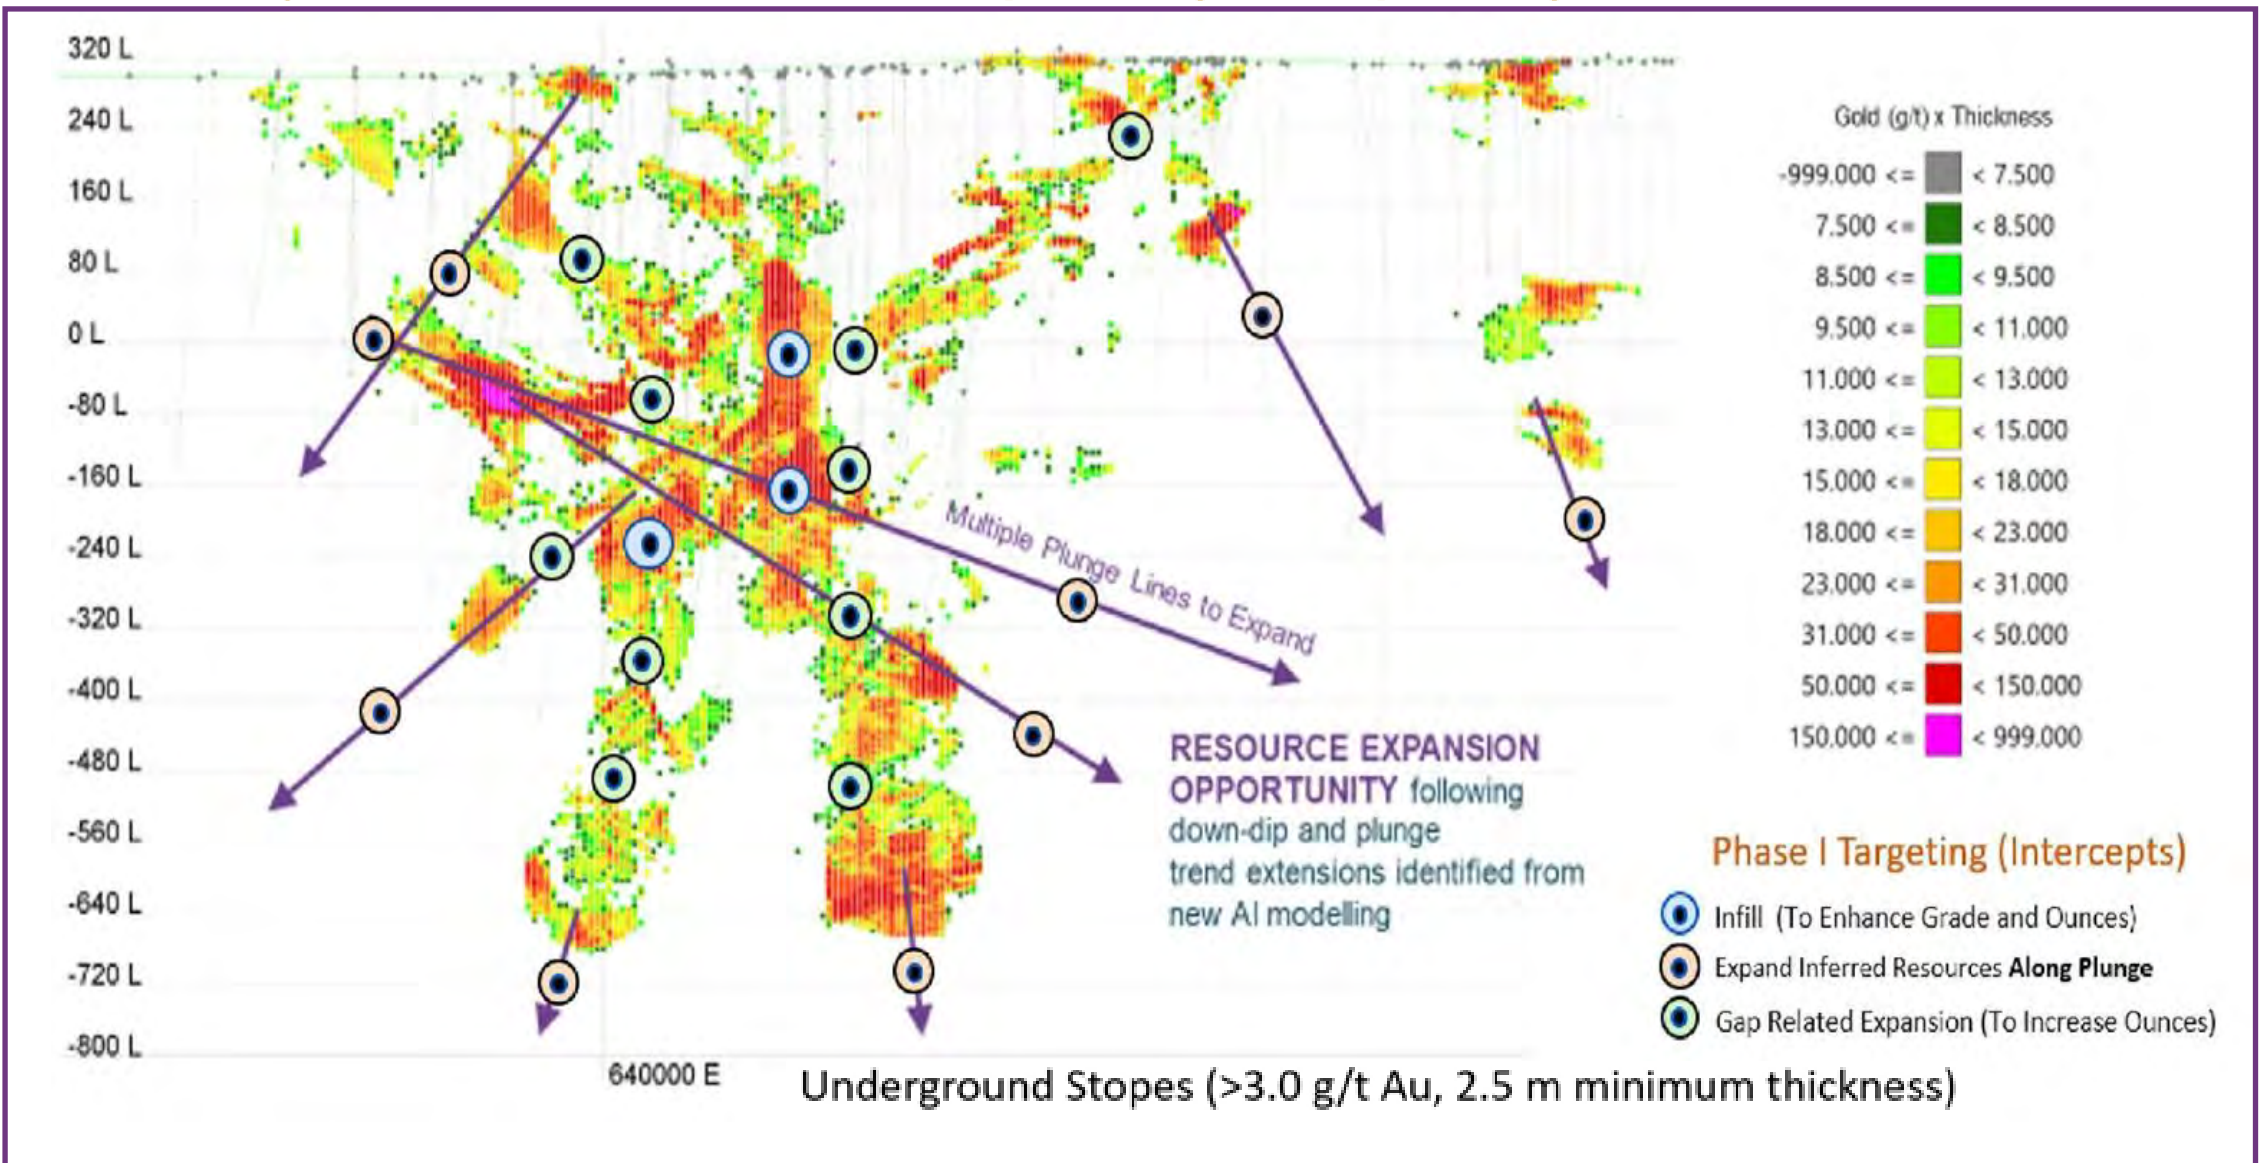 320 L
240 L
160 L
80 L
0 L
-80 L
-160 L
-240 L
-320 L
-400 L
-480 L
-560 L
-640 L
-720 L
-800 L
640000 E
Multiple Plunge Lines to Expand
RESOURCE EXPANSION
OPPORTUNITY following
down-dip and plunge
trend extensions identified from
new AI modelling
Gold (g/t) x Thickness
-999.000 <= < 7.500
7.500 <= < 8.500
8.500 <= < 9.500
9.500 <= < 11.000
11.000 <= < 13.000
13.000 <= < 15.000
15.000 <= < 18.000
18.000 <= < 23.000
23.000 <= < 31.000
31.000 <= < 50.000
50.000 <= < 150.000
150.000 <= < 999.000
Phase I Targeting (Intercepts)
Infill (To Enhance Grade and Ounces)
Expand Inferred Resources Along Plunge
Gap Related Expansion (To Increase Ounces)
Underground Stopes (>3.0 g/t Au, 2.5 m minimum thickness)